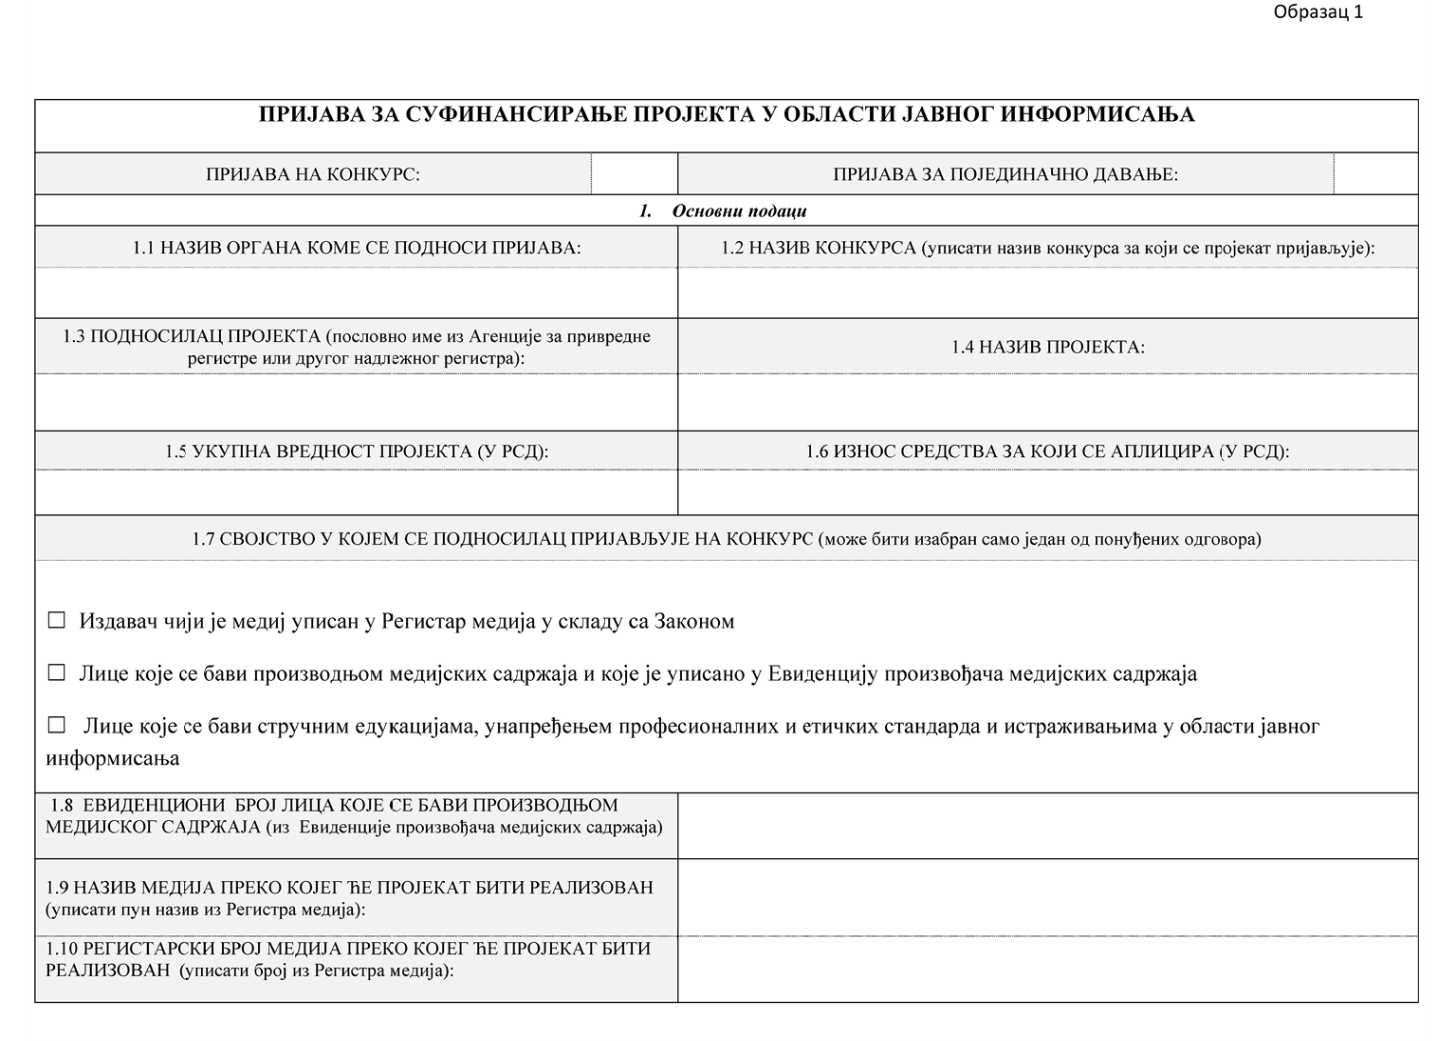 Образац 1
ПРИЈАВА ЗА СУФИНАНСИРАЊЕ ПРОЈЕКТА У ОБЛАСТИ ЈАВНОГ ИНФОРМИСАЊА
ПРИЈАВА НА КОНКУРС:
ПРИЈАВА ЗА ПОЈЕДИНАЧНО ДАВАЊЕ:
1. Основни подаци
1.1 НАЗИВ ОРГАНА КОМЕ СЕ ПОДНОСИ ПРИЈАВА:
1.2 НАЗИВ КОНКУРСА (уписати назив конкурса за који се пројекат пријављује):
1.3 ПОДНОСИЛАЦ ПРОЈЕКТА (пословно име из Агенције за привредне
регистре или другог надлежног регистра):
1.4 НАЗИВ ПРОЈЕКТА:
1.5 УКУПНА ВРЕДНОСТ ПРОЈЕКТА (У РСД):
1.6 ИЗНОС СРЕДСТВА ЗА КОЈИ СЕ АПЛИЦИРА (У РСД):
1.7 СВОЈСТВО У КОЈЕМ СЕ ПОДНОСИЛАЦ ПРИЈАВЉУЈЕ НА КОНКУРС (може бити изабран само један од понуђених одговора)
☐ Издавач чији је медиј уписан у Регистар медија у складу са Законом
☐ Лице које се бави производњом медијских садржаја и које је уписано у Евиденцију произвођача медијских садржаја
☐ Лице које се бави стручним едукацијама, унапређењем професионалних и етичких стандарда и истраживањима у области јавног
информисања
1.8 ЕВИДЕНЦИОНИ БРОЈ ЛИЦА КОЈЕ СЕ БАВИ ПРОИЗВОДЊОМ
МЕДИЈСКОГ САДРЖАЈА (из Евиденције произвођача медијских садржаја)
1.9 НАЗИВ МЕДИЈА ПРЕКО КОЈЕГ ЋЕ ПРОЈЕКАТ БИТИ РЕАЛИЗОВАН
(уписати пун назив из Регистра медија):
1.10 РЕГИСТАРСКИ БРОЈ МЕДИЈА ПРЕКО КОЈЕГ ЋЕ ПРОЈЕКАТ БИТИ
РЕАЛИЗОВАН (уписати број из Регистра медија):